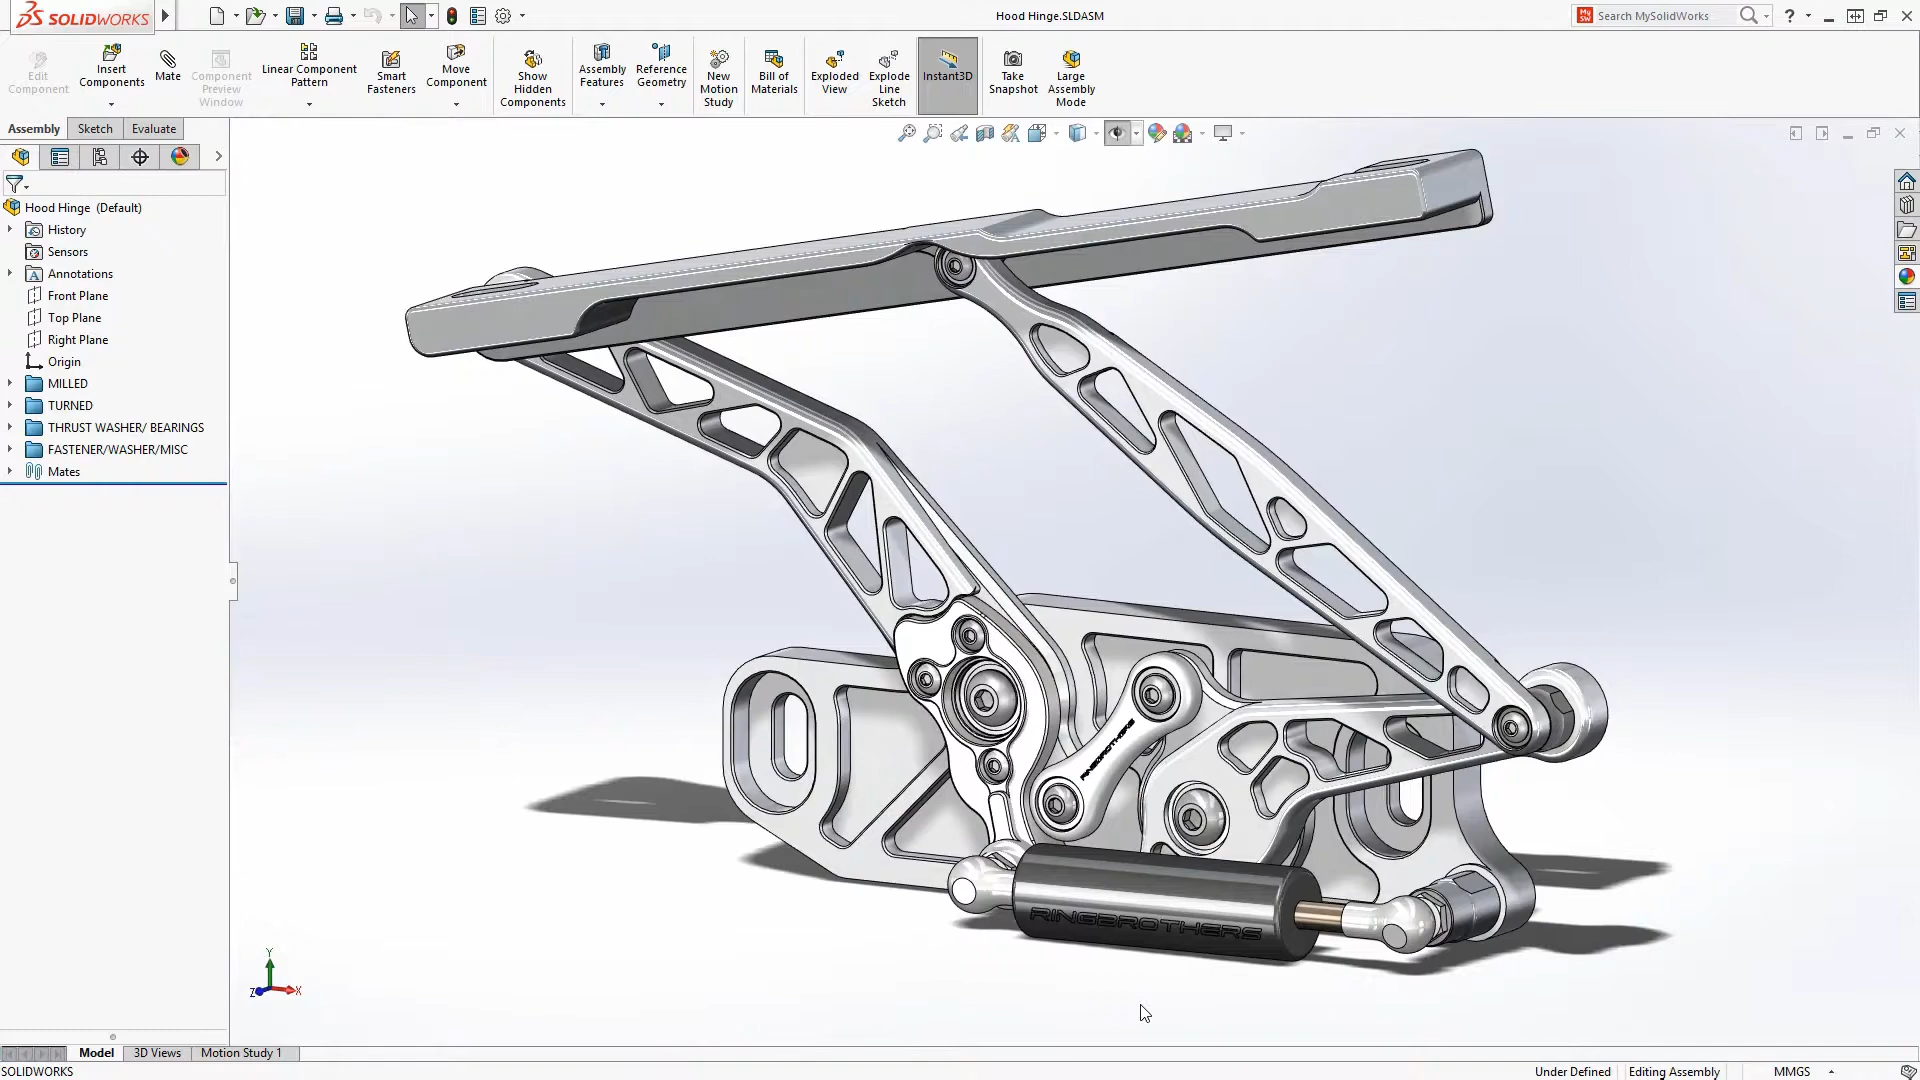 SOLIDWORKS
Hood Hinge.SLDASM
Search MySolidWorks
Edit Component
Insert Components
Mate
Component Preview Window
Linear Component Pattern
Smart Fasteners
Move Component
Show Hidden Components
Assembly Features
Reference Geometry
New Motion Study
Bill of Materials
Exploded View
Explode Line Sketch
Instant3D
Take Snapshot
Large Assembly Mode
Assembly Sketch Evaluate
Hood Hinge (Default)
History
Sensors
Annotations
Front Plane
Top Plane
Right Plane
Origin
MILLED
TURNED
THRUST WASHER/ BEARINGS
FASTENER/WASHER/MISC
Mates
RINGBROTHERS
RINGBROTHERS
Y
Z X
Model 3D Views Motion Study 1
SOLIDWORKS
Under Defined Editing Assembly MMGS